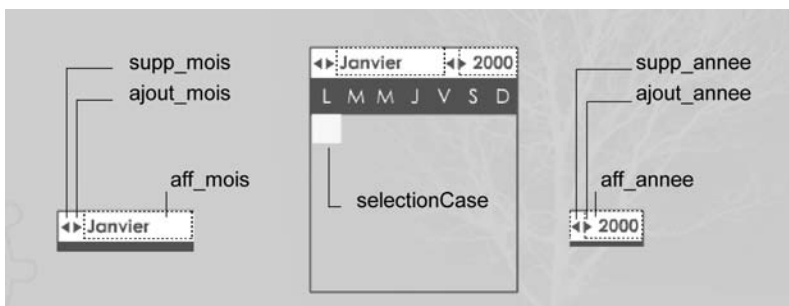 supp_mois
ajout_mois
aff_mois
Janvier
Janvier 2000
L M M J V S D
selectionCase
supp_annee
ajout_annee
aff_annee
2000